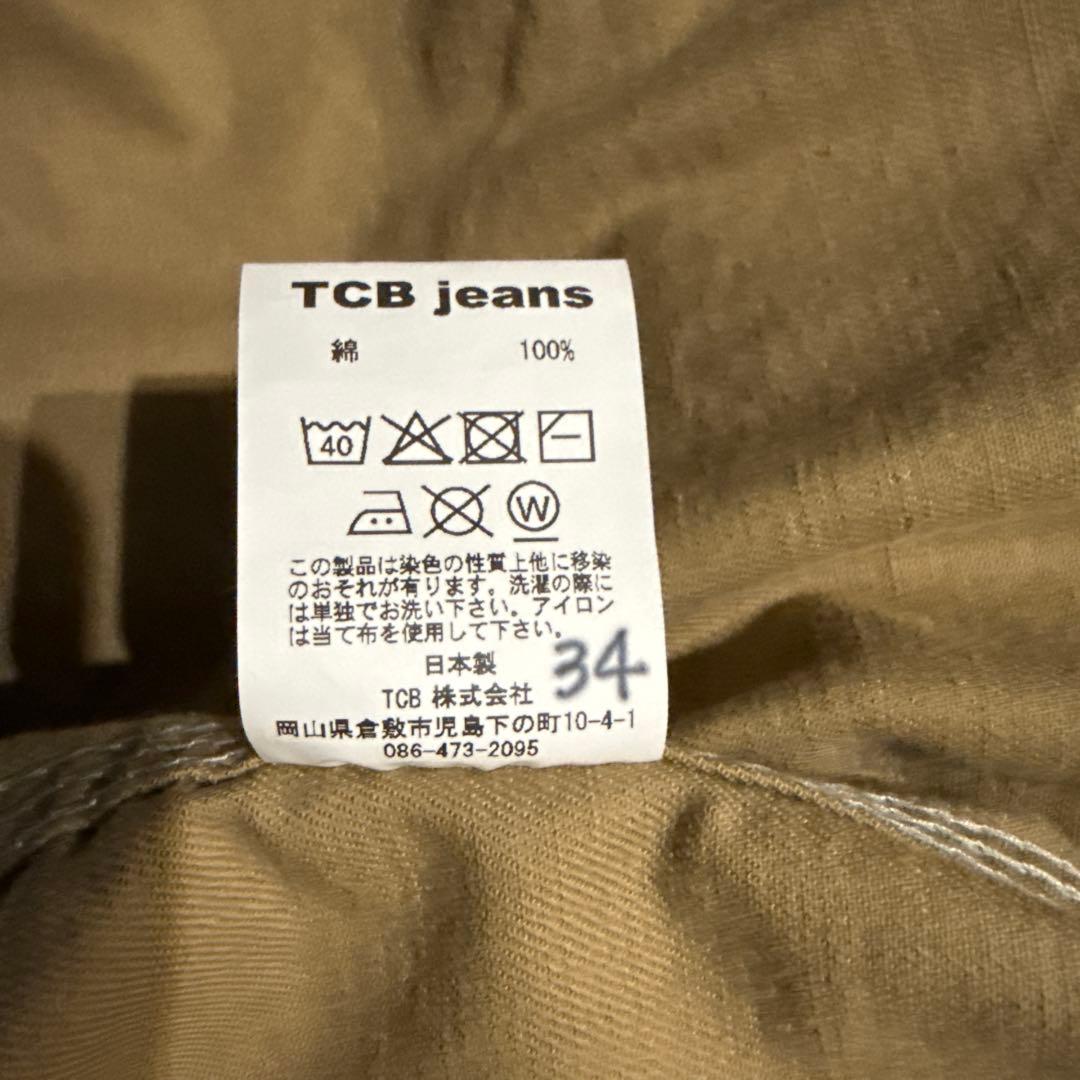 TCB jeans
綿 100%
40
W
この製品は染色の性質上他に移染
のおそれが有ります。洗濯の際に
は単独でお洗い下さい。アイロン
は当て布を使用して下さい。
日本製
34
TCB 株式会社
岡山県倉敷市児島下の町10-4-1
086-473-2095